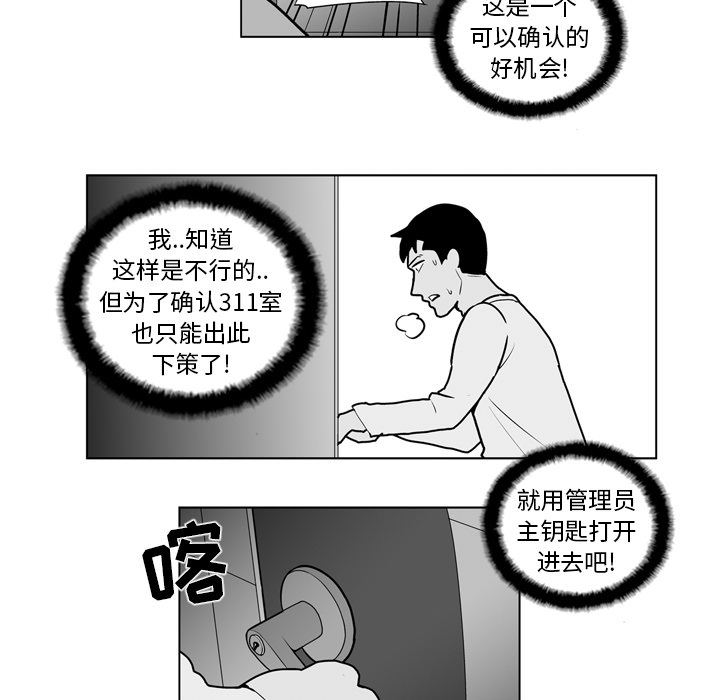 这是一个
可以确认的
好机会!
我..知道
这样是不行的..
但为了确认311室
也只能出此
下策了!
就用管理员
主钥匙打开
进去吧!
喀